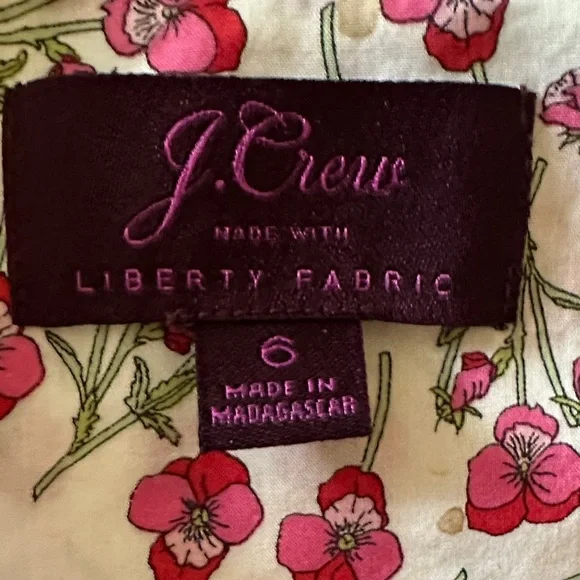 J.Crew
MADE WITH
LIBERTY FABRIC
6
MADE IN
MADAGASCAR